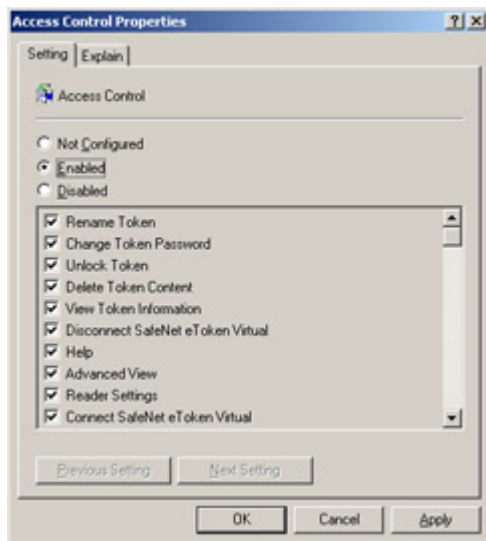 Access Control Properties
Setting
Explain
Access Control
Not Configured
Enabled
Disabled
Rename Token
Change Token Password
Unlock Token
Delete Token Content
View Token Information
Disconnect SafeNet eToken Virtual
Help
Advanced View
Reader Settings
Connect SafeNet eToken Virtual
Previous Setting
Next Setting
OK
Cancel
Apply